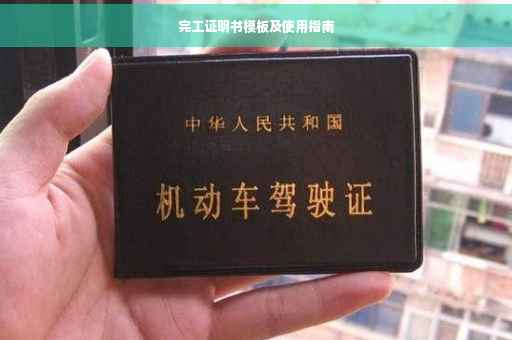 完工证明书模板及使用指南
中华人民共和国
机动车驾驶证